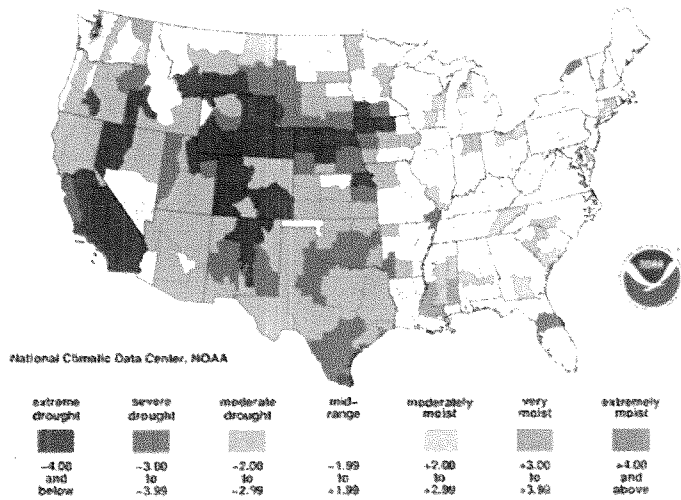 NOAA
National Climatic Data Center, NOAA
extreme drought
severe drought
moderate drought
mid-range
moderately moist
very moist
extremely moist
-4.00 and below
-3.00 to -3.99
-2.00 to -2.99
-1.99 to +1.99
+2.00 to +2.99
+3.00 to +3.99
+4.00 and above